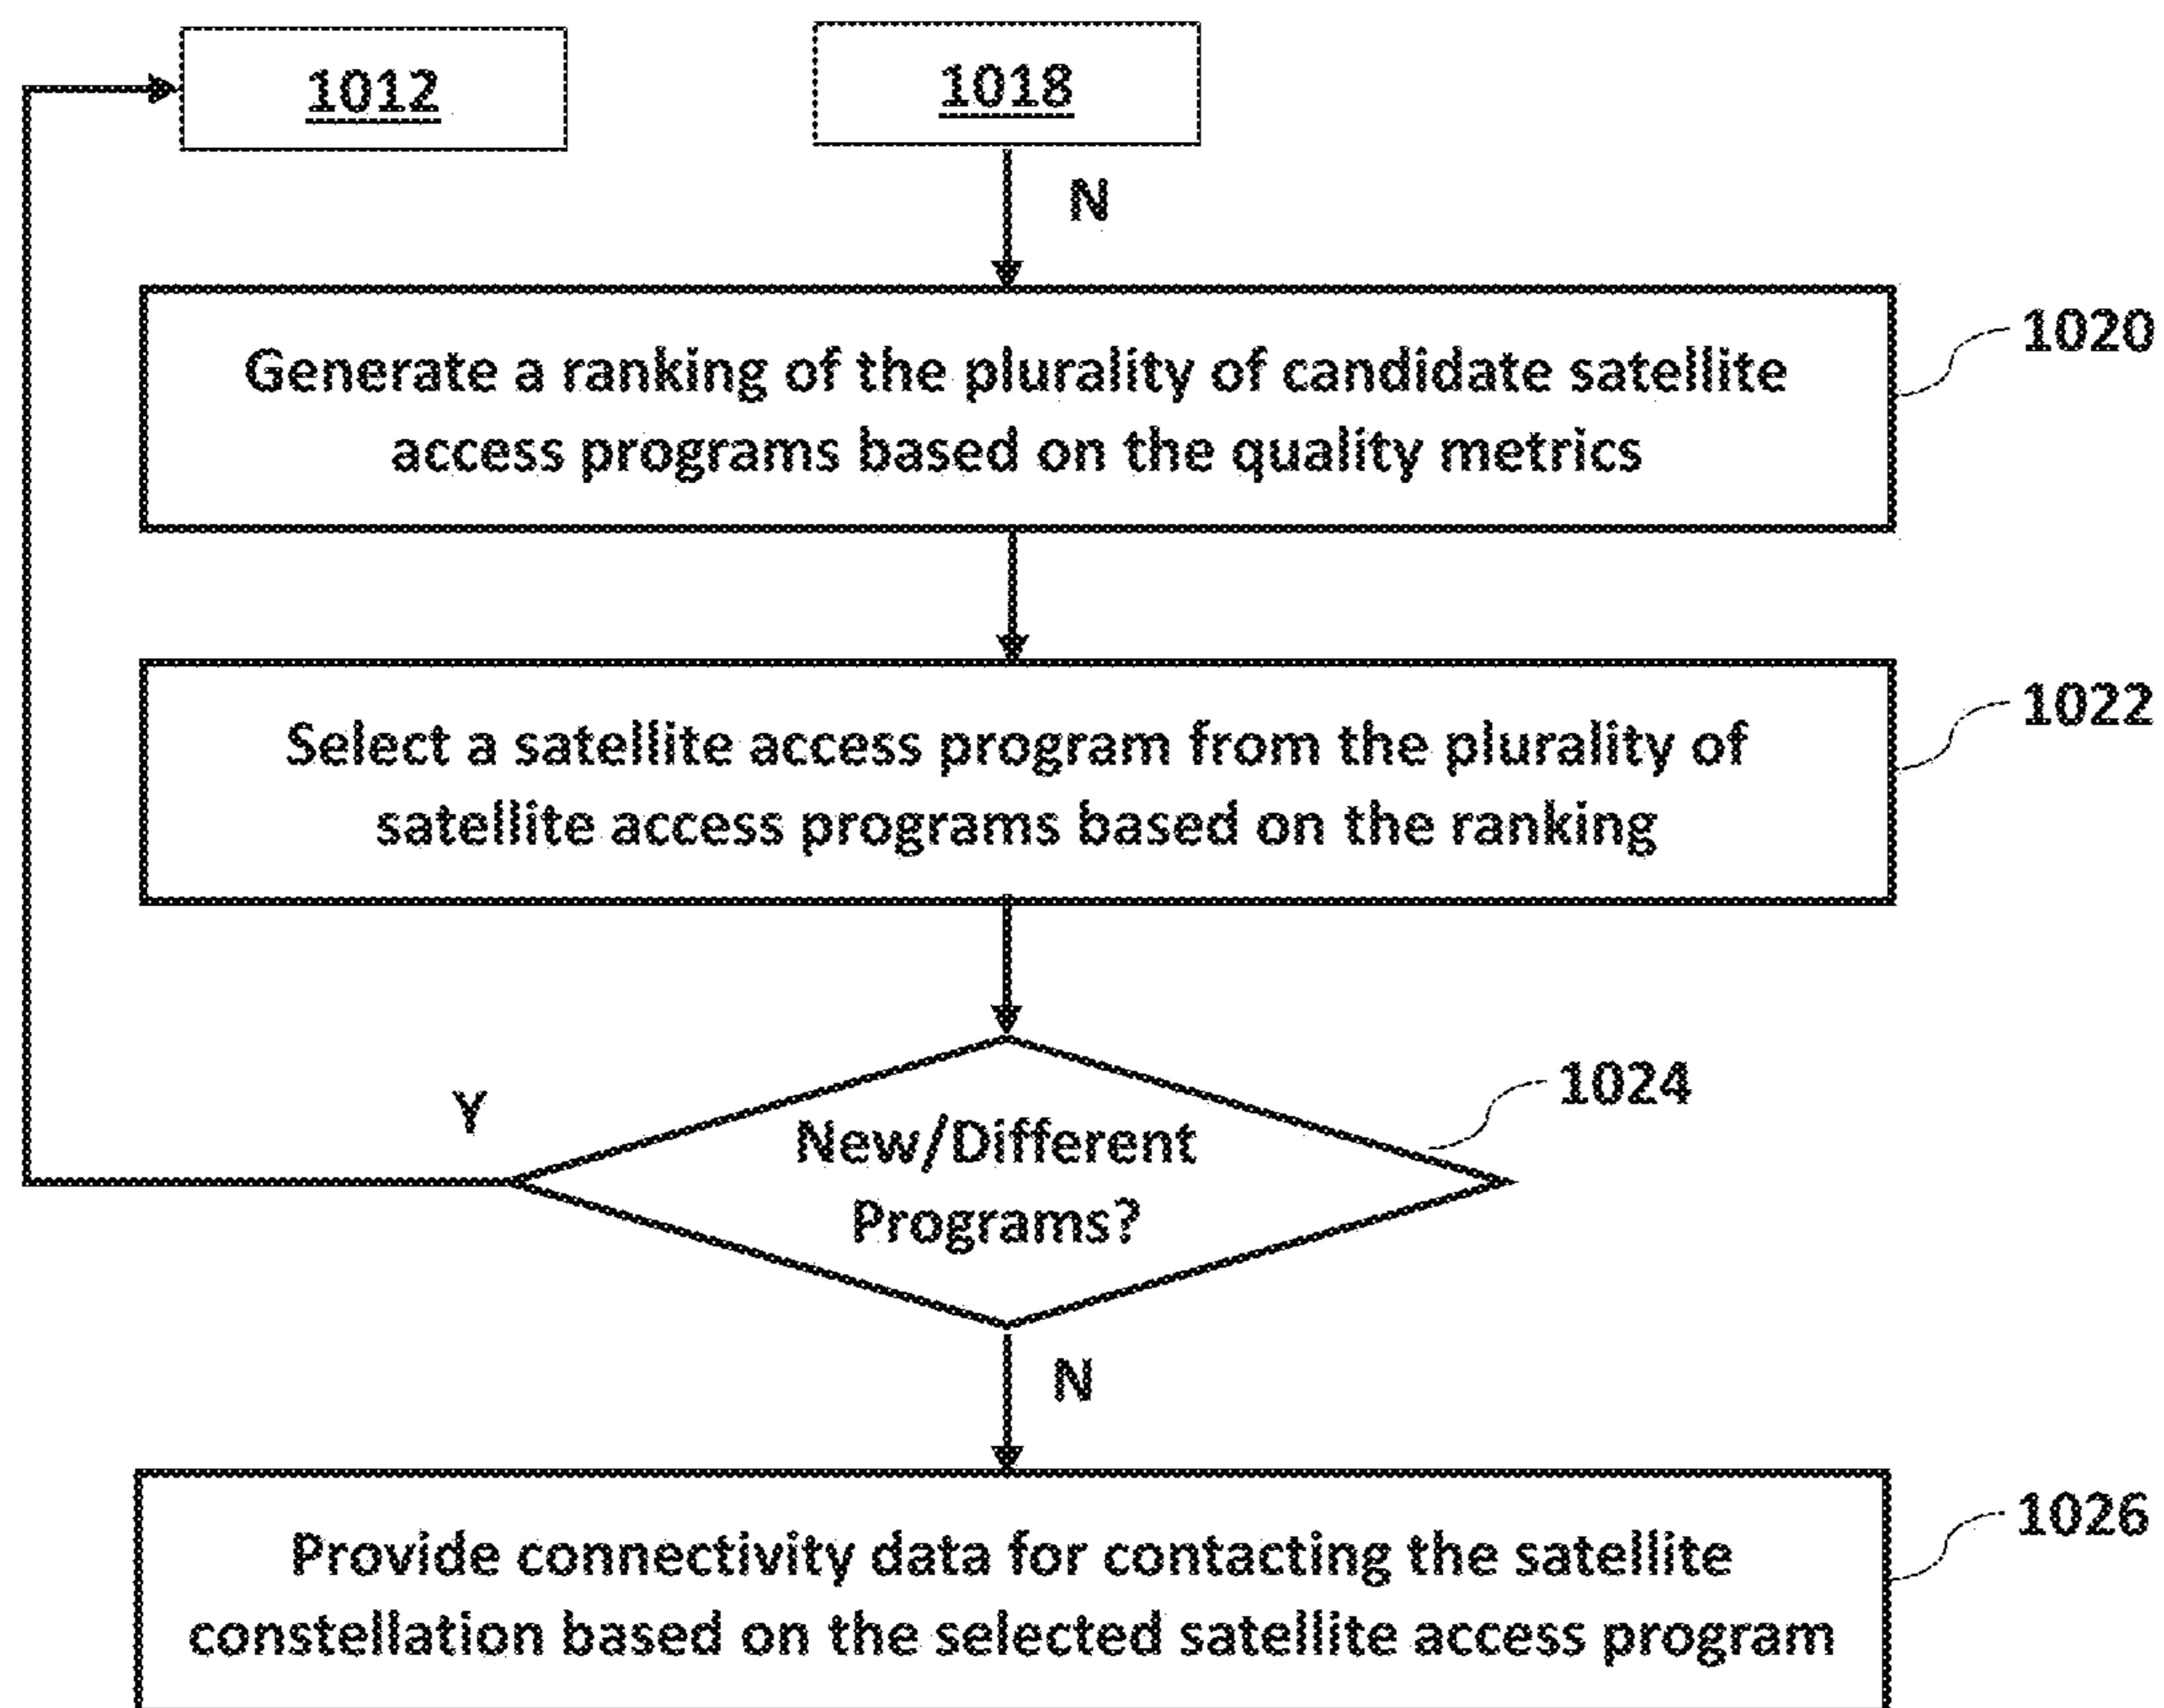 1012
1018
N
Generate a ranking of the plurality of candidate satellite
access programs based on the quality metrics
1020
Select a satellite access program from the plurality of
satellite access programs based on the ranking
1022
Y
New/Different
Programs?
1024
N
Provide connectivity data for contacting the satellite
constellation based on the selected satellite access program
1026